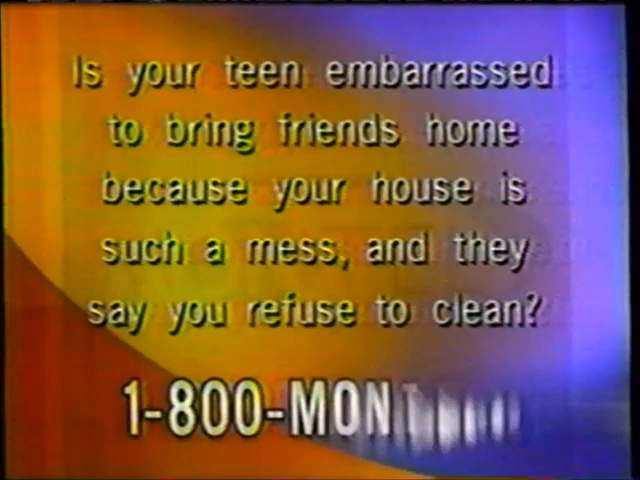 Is your teen embarrassed
to bring friends home
because your house is
such a mess, and they
say you refuse to clean?
1-800-MON